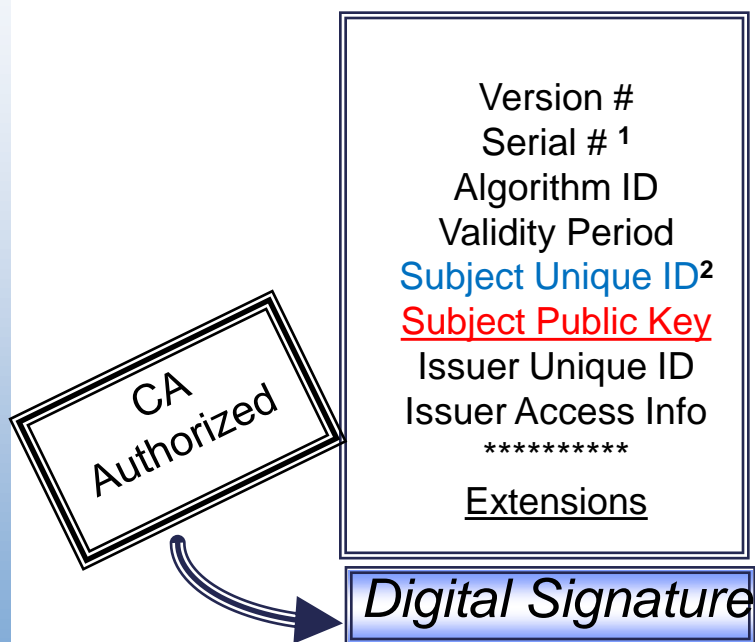 Version #
Serial # 1
Algorithm ID
Validity Period
Subject Unique ID2
Subject Public Key
Issuer Unique ID
Issuer Access Info
**********
Extensions
CA
Authorized
Digital Signature